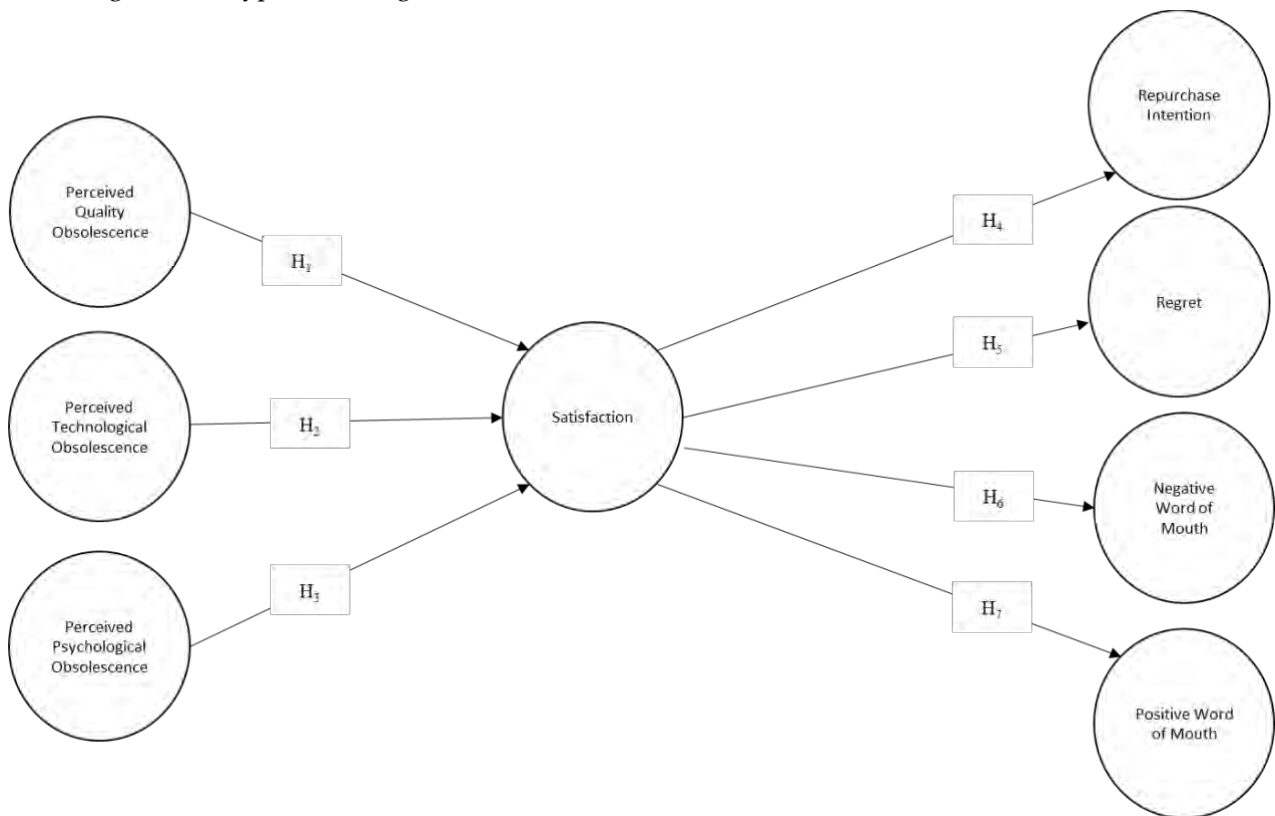 Perceived
Quality
Obsolescence
H₁
Perceived
Technological
Obsolescence
H₂
Perceived
Psychological
Obsolescence
H₃
Satisfaction
H₄
Repurchase
Intention
H₅
Regret
H₆
Negative
Word of
Mouth
H₇
Positive Word
of Mouth